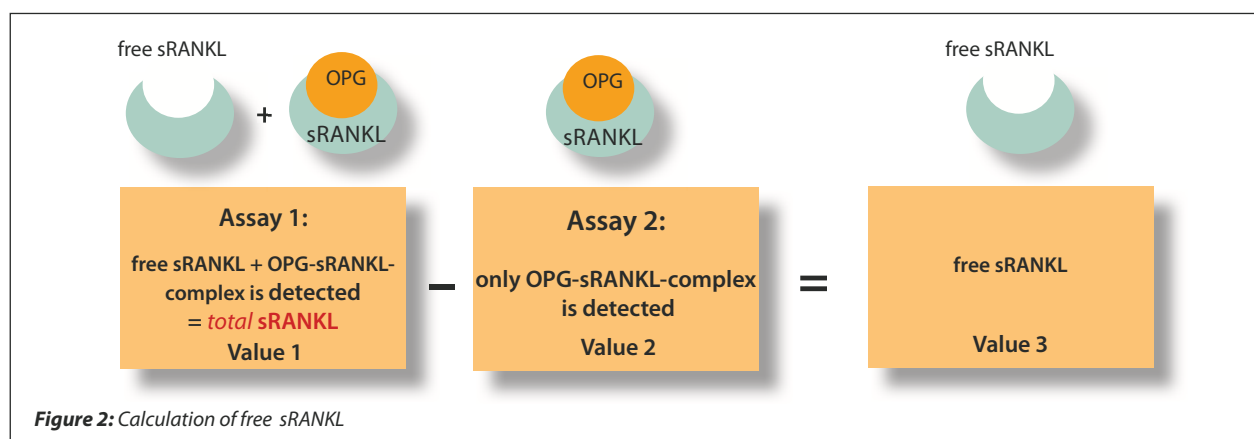 free sRANKL
+
OPG
sRANKL
OPG
sRANKL
free sRANKL
Assay 1:
free sRANKL + OPG-sRANKL-
complex is detected
= total sRANKL
Value 1
–
Assay 2:
only OPG-sRANKL-complex
is detected
Value 2
=
free sRANKL
Value 3
Figure 2: Calculation of free sRANKL